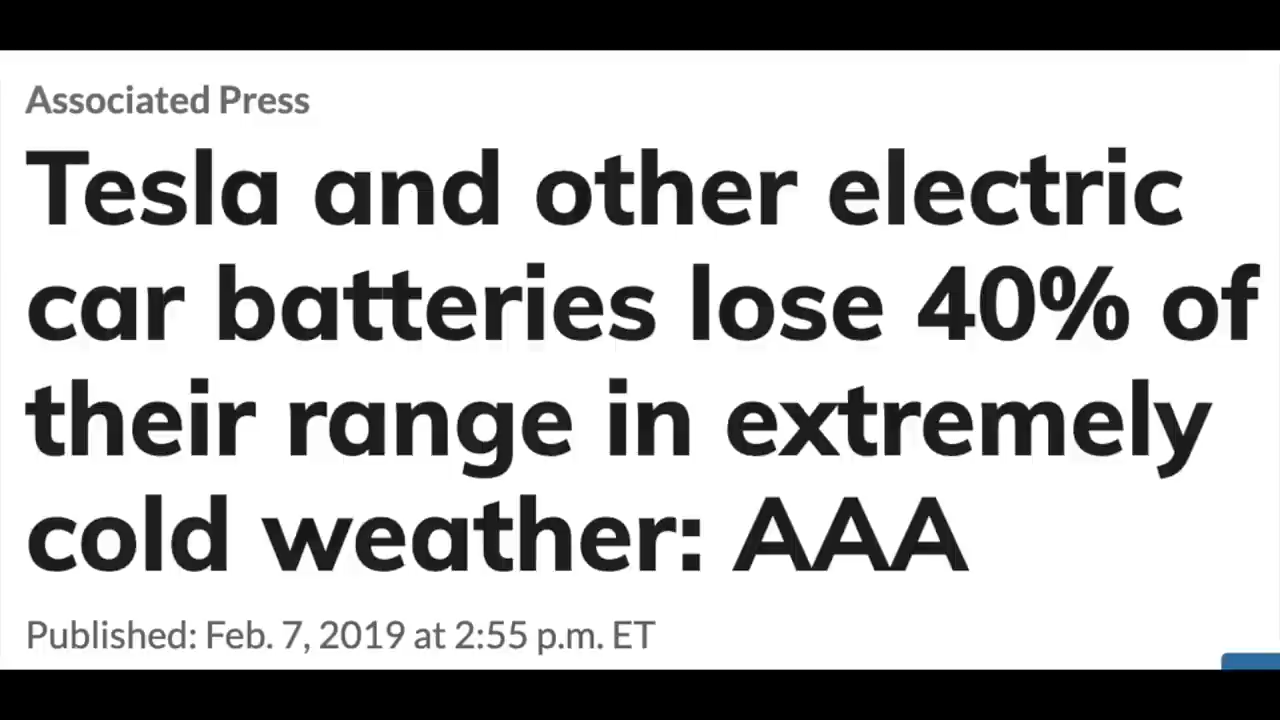 Associated Press
Tesla and other electric
car batteries lose 40% of
their range in extremely
cold weather: AAA
Published: Feb. 7, 2019 at 2:55 p.m. ET